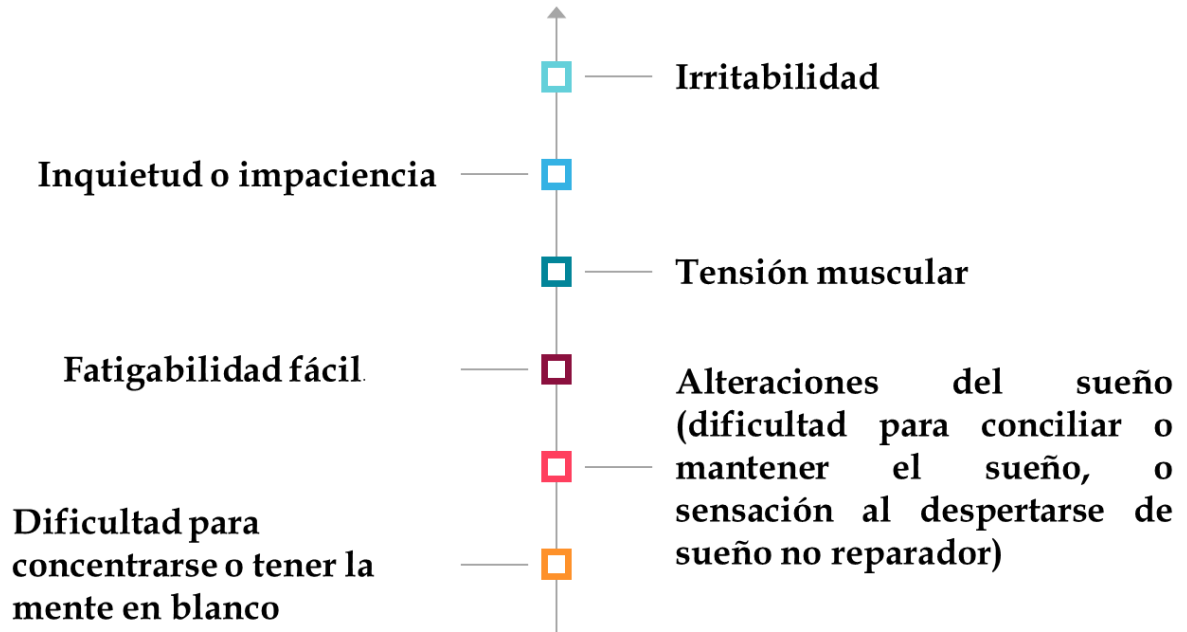 Irritabilidad
Inquietud o impaciencia
Tensión muscular
Fatigabilidad fácil.
Alteraciones del sueño
(dificultad para conciliar o
mantener el sueño, o
sensación al despertarse de
sueño no reparador)
Dificultad para
concentrarse o tener la
mente en blanco